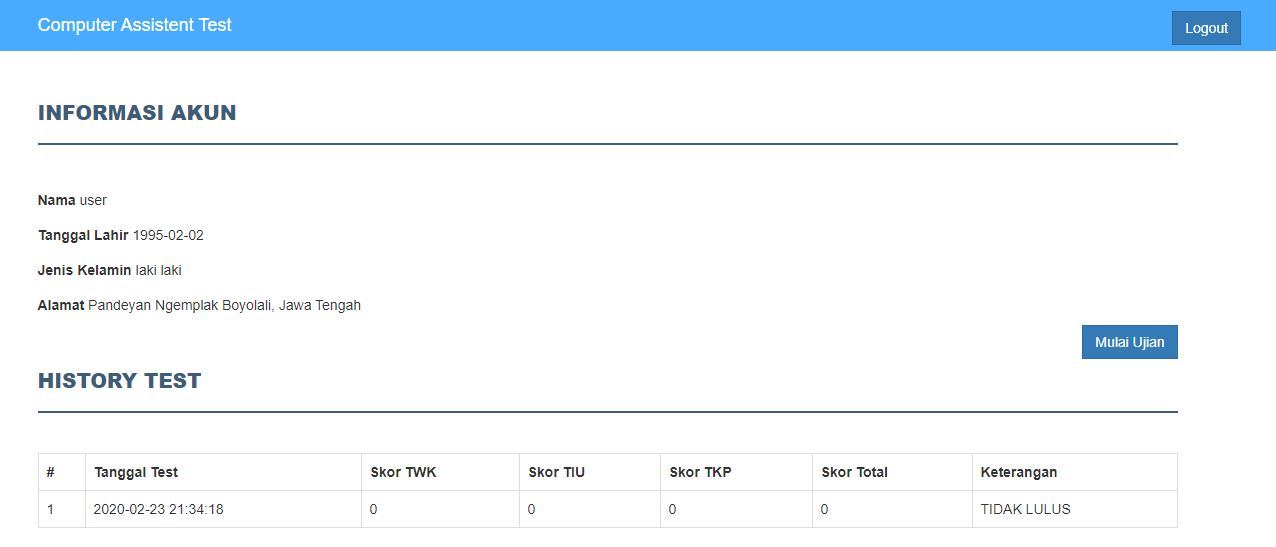 Computer Assistent Test
Logout
INFORMASI AKUN
Nama user
Tanggal Lahir 1995-02-02
Jenis Kelamin laki laki
Alamat Pandeyan Ngemplak Boyolali, Jawa Tengah
Mulai Ujian
HISTORY TEST
# Tanggal Test Skor TWK Skor TIU Skor TKP Skor Total Keterangan
1 2020-02-23 21:34:18 0 0 0 0 TIDAK LULUS